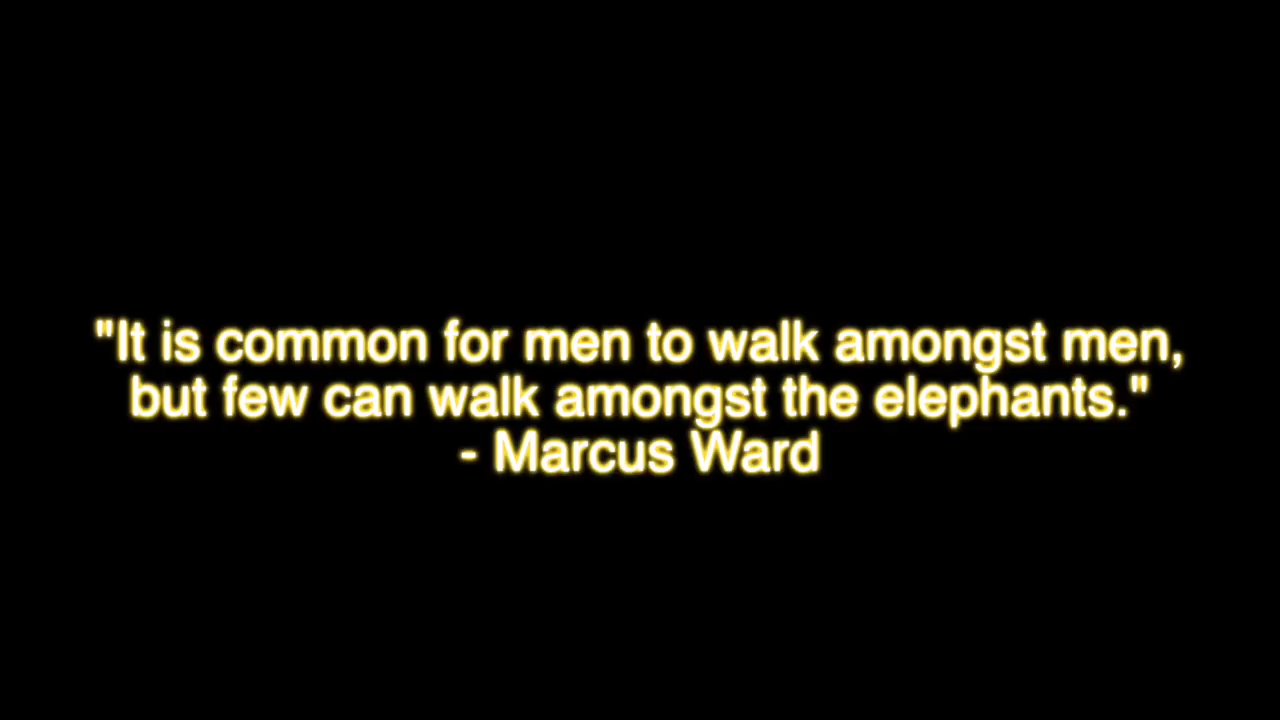 "It is common for men to walk amongst men,
but few can walk amongst the elephants."
- Marcus Ward